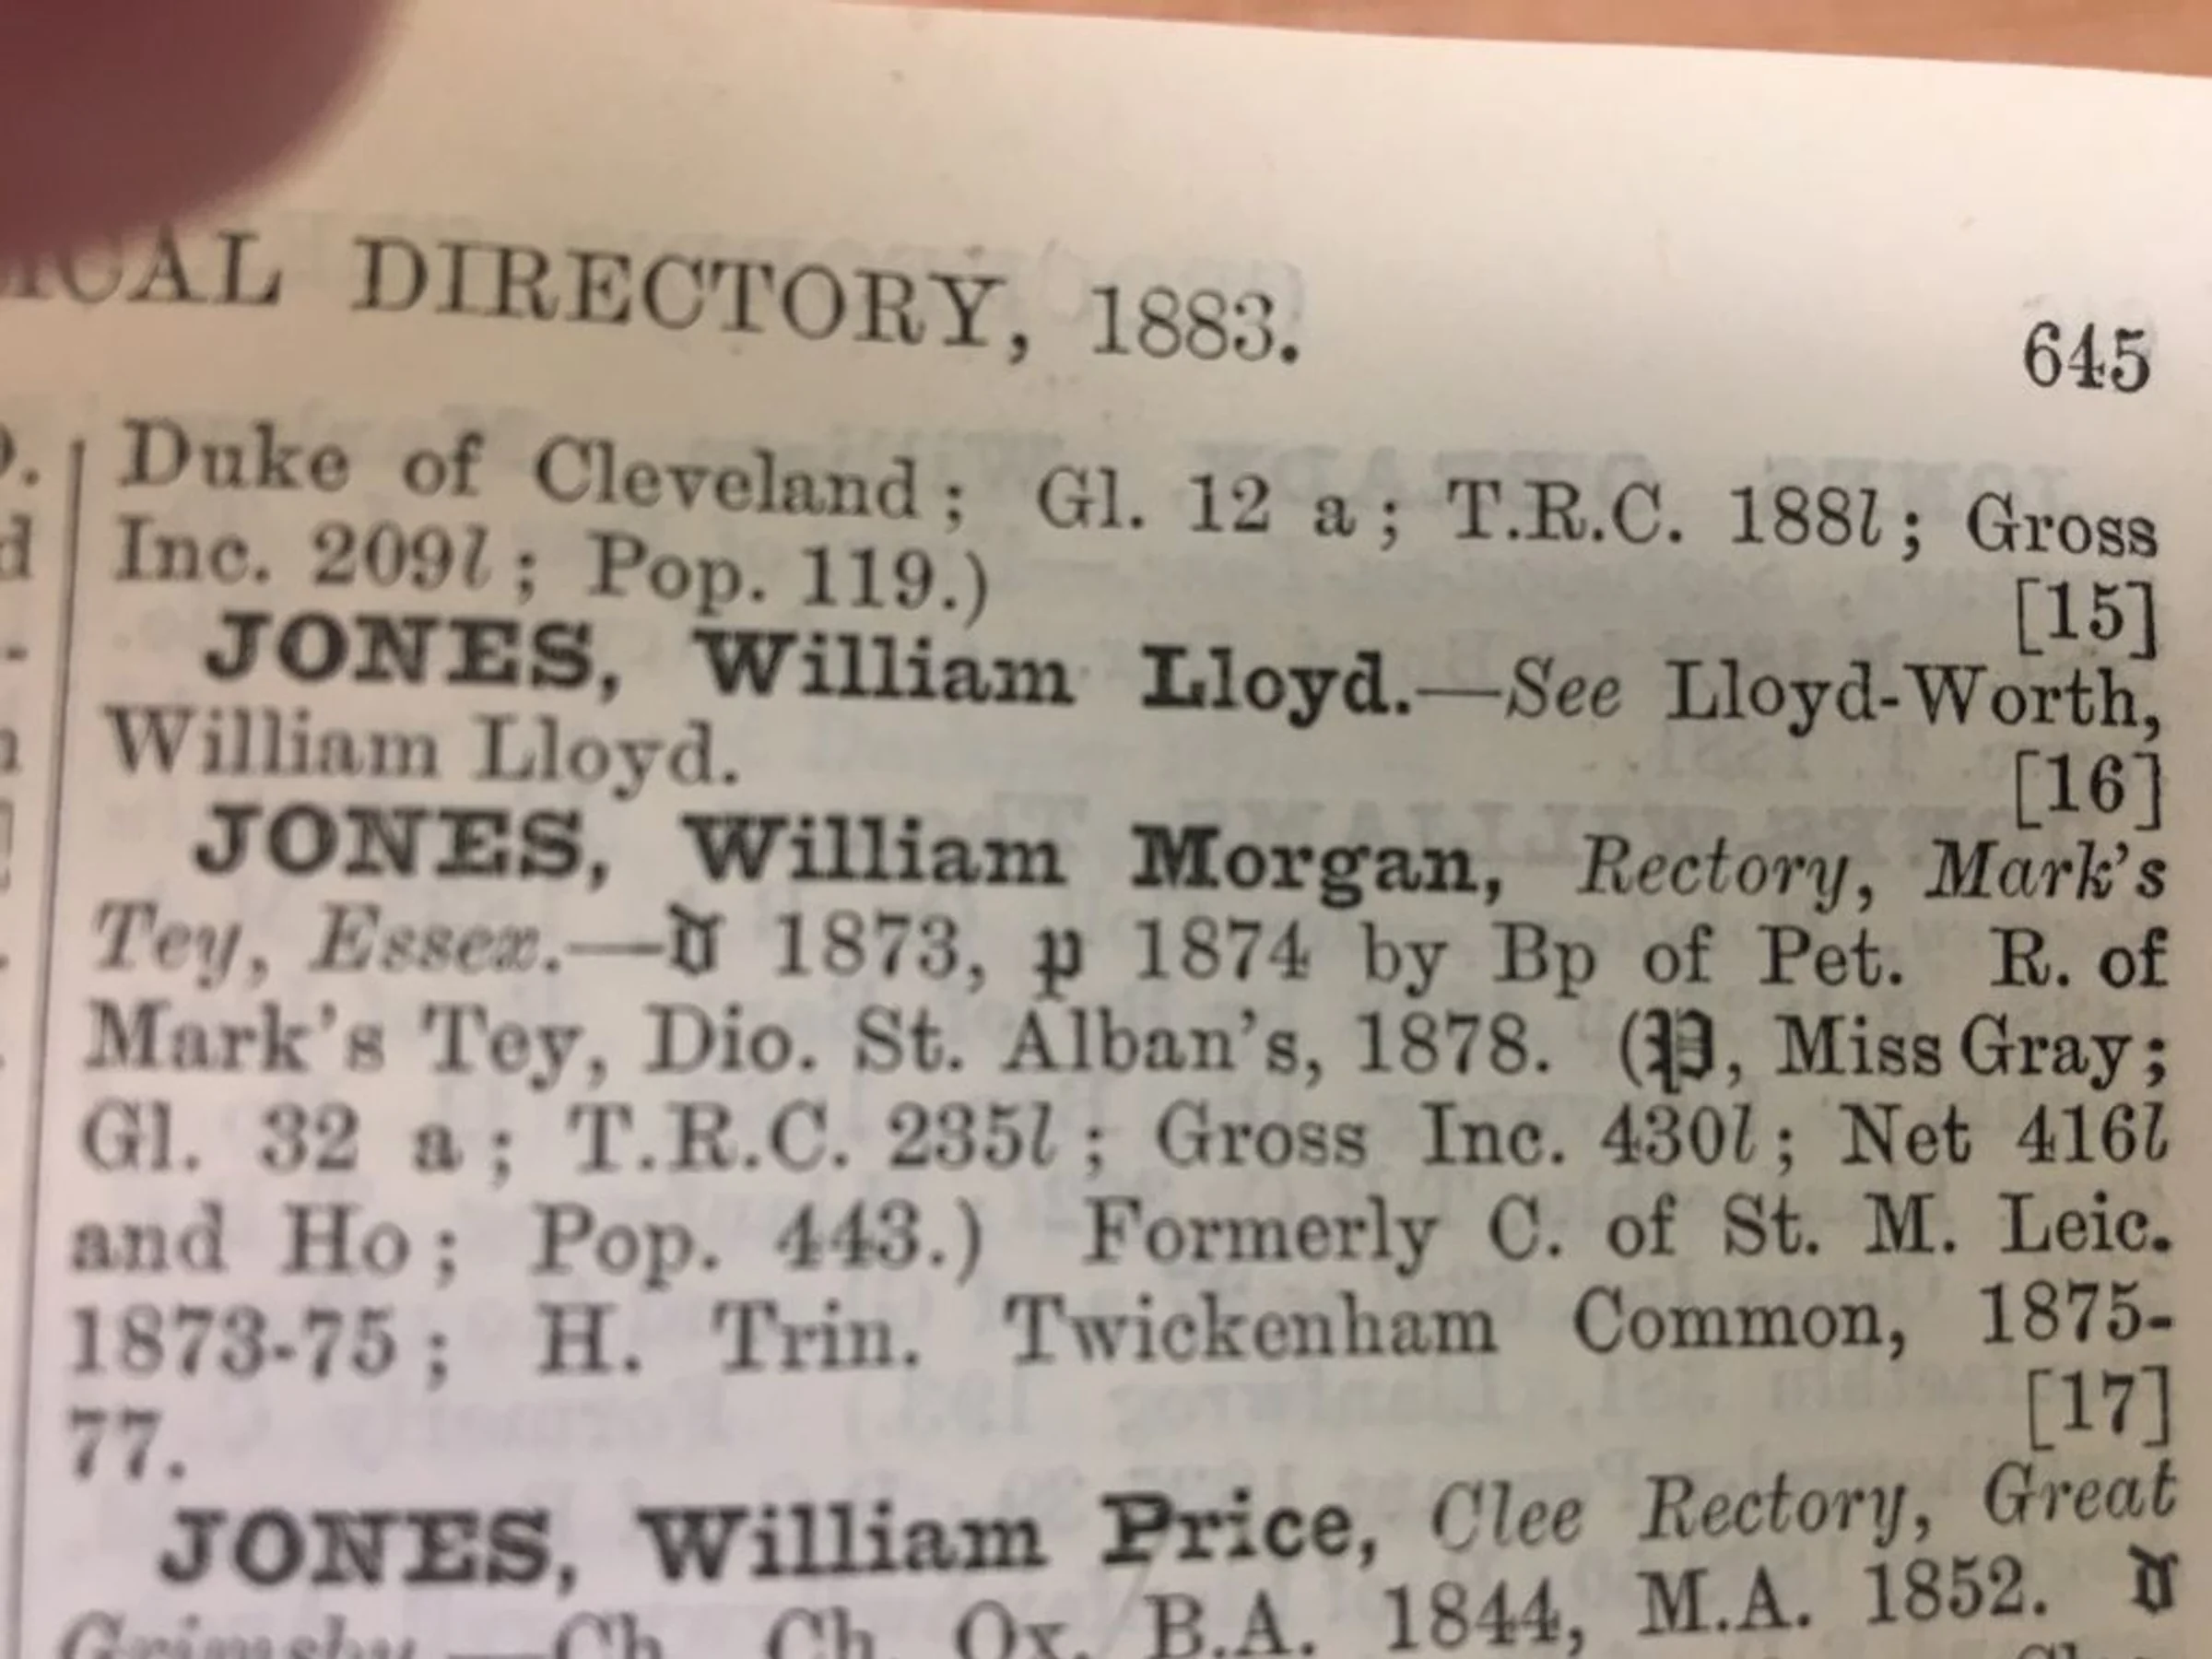 ICAL DIRECTORY, 1883. 645
Duke of Cleveland; Gl. 12 a; T.R.C. 188l; Gross
Inc. 209l; Pop. 119.) [15]
JONES, William Lloyd.—See Lloyd-Worth,
William Lloyd. [16]
JONES, William Morgan, Rectory, Mark's
Tey, Essex.—𝔡 1873, 𝔭 1874 by Bp of Pet. R. of
Mark's Tey, Dio. St. Alban's, 1878. (𝔓, Miss Gray;
Gl. 32 a; T.R.C. 235l; Gross Inc. 430l; Net 416l
and Ho; Pop. 443.) Formerly C. of St. M. Leic.
1873-75; H. Trin. Twickenham Common, 1875-
77. [17]
JONES, William Price, Clee Rectory, Great
Grimsby.—Ch. Ch. Ox. B.A. 1844, M.A. 1852. 𝔡